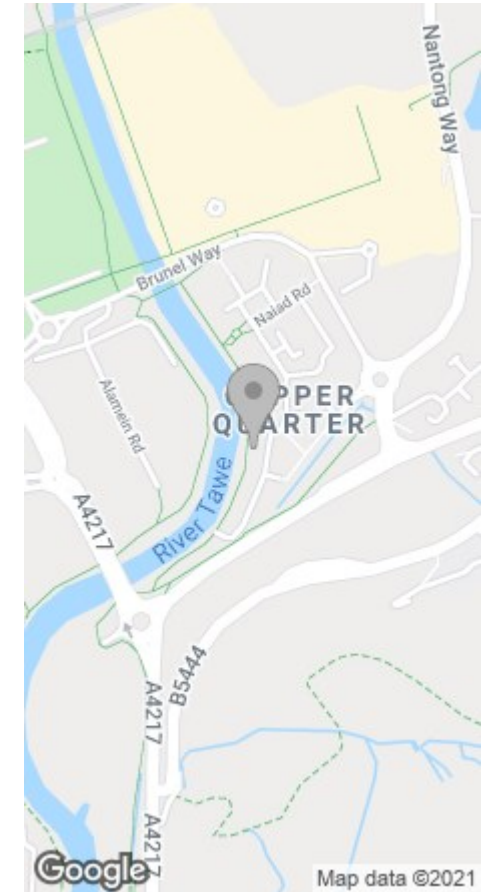 Nantong Way
Brunel Way
Naiad Rd
PPER
QUARTER
Alamein Rd
River Tawe
A4217
B5444
A4217
A4217
Google
Map data ©2021